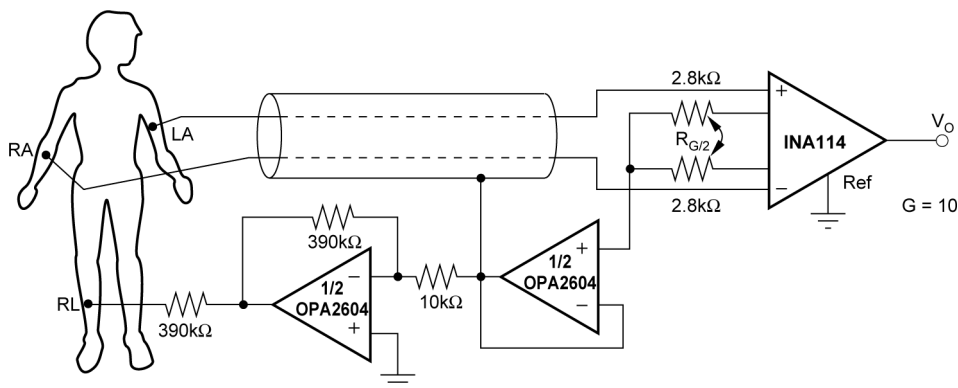 2.8kΩ
+
LA
RA
R_G/2
INA114
V_O
−
Ref
2.8kΩ
G = 10
390kΩ
+
1/2
OPA2604
−
−
1/2
OPA2604
+
10kΩ
RL
390kΩ